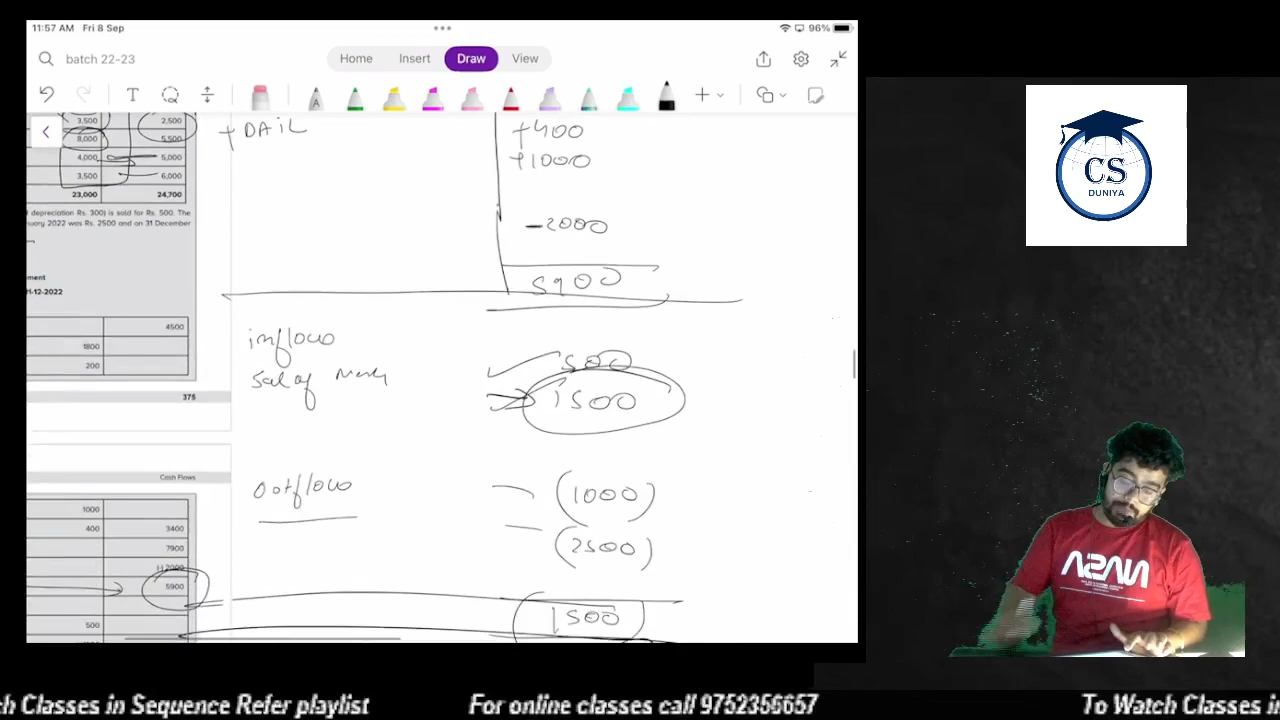 11:57 AM Fri 8 Sep
96%
batch 22-23
Home Insert Draw View
T
A
3,500 2,500
8,000 5,500
4,000 5,000
3,500 6,000
23,000 24,700
depreciation Rs. 300) is sold for Rs. 500. The
uary 2022 was Rs. 2500 and on 31 December
ment
1-12-2022
4500
1800
200
375
Cash Flows
1000
400 3400
7900
5900
500
+DAIL
+400
+1000
-2000
5900
inflow
500
Sal of
1500
Outflow
(1000)
(2500)
(1500
CS
DUNIYA
ch Classes in Sequence Refer playlist
For online classes call 9752356657
To Watch Classes in